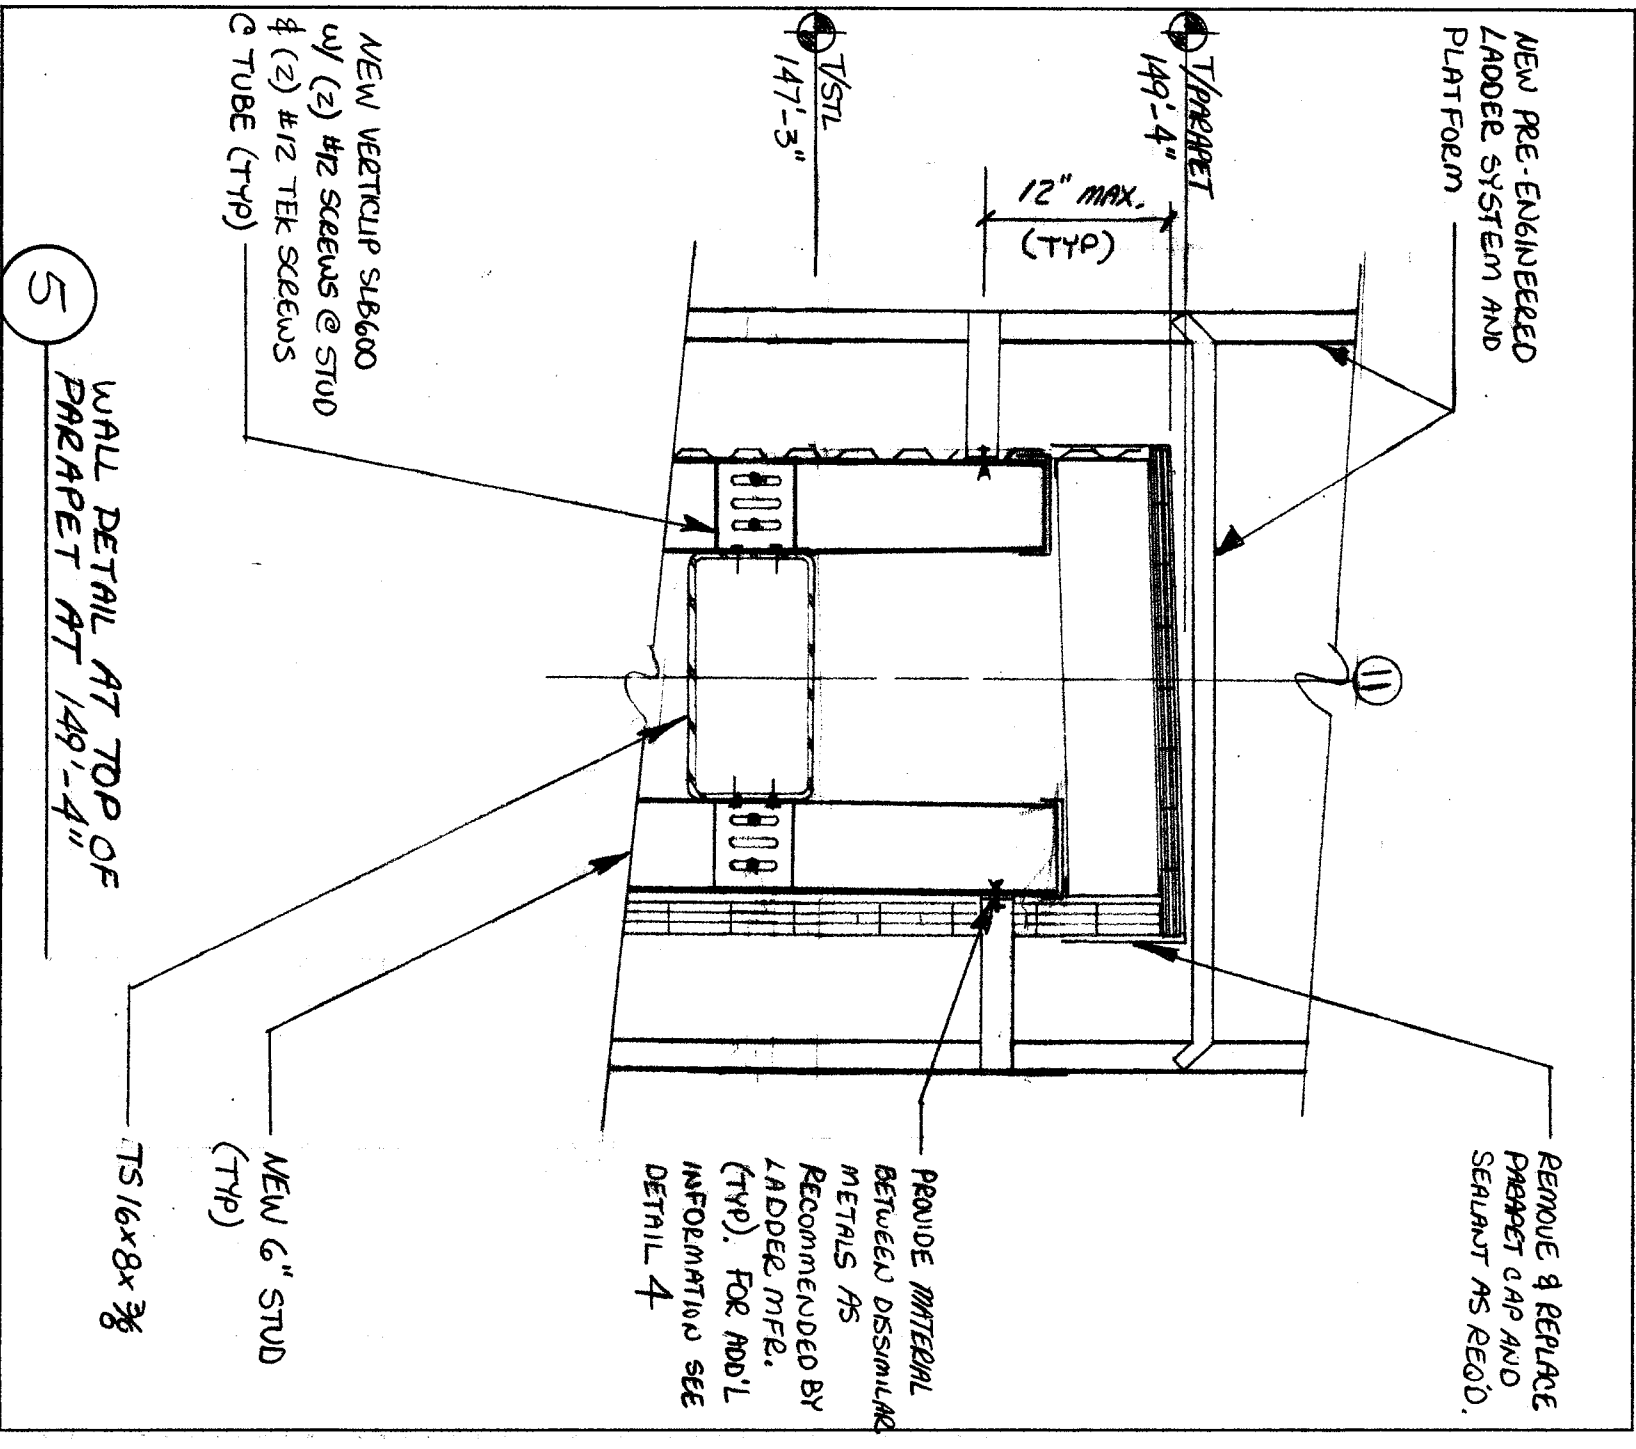 NEW PRE-ENGINEERED
LADDER SYSTEM AND
PLATFORM
T/PARAPET
149'-4"
12" MAX.
(TYP)
T/STL
147'-3"
NEW VERTICLIP SLB600
W/ (2) #12 SCREWS @ STUD
& (2) #12 TEK SCREWS
@ TUBE (TYP)
11
REMOVE & REPLACE
PARAPET CAP AND
SEALANT AS REQ'D.
PROVIDE MATERIAL
BETWEEN DISSIMILAR
METALS AS
RECOMMENDED BY
LADDER MFR.
(TYP). FOR ADD'L
INFORMATION SEE
DETAIL 4
NEW 6" STUD
(TYP)
TS16x8x
5
WALL DETAIL AT TOP OF
PARAPET AT 149'-4"